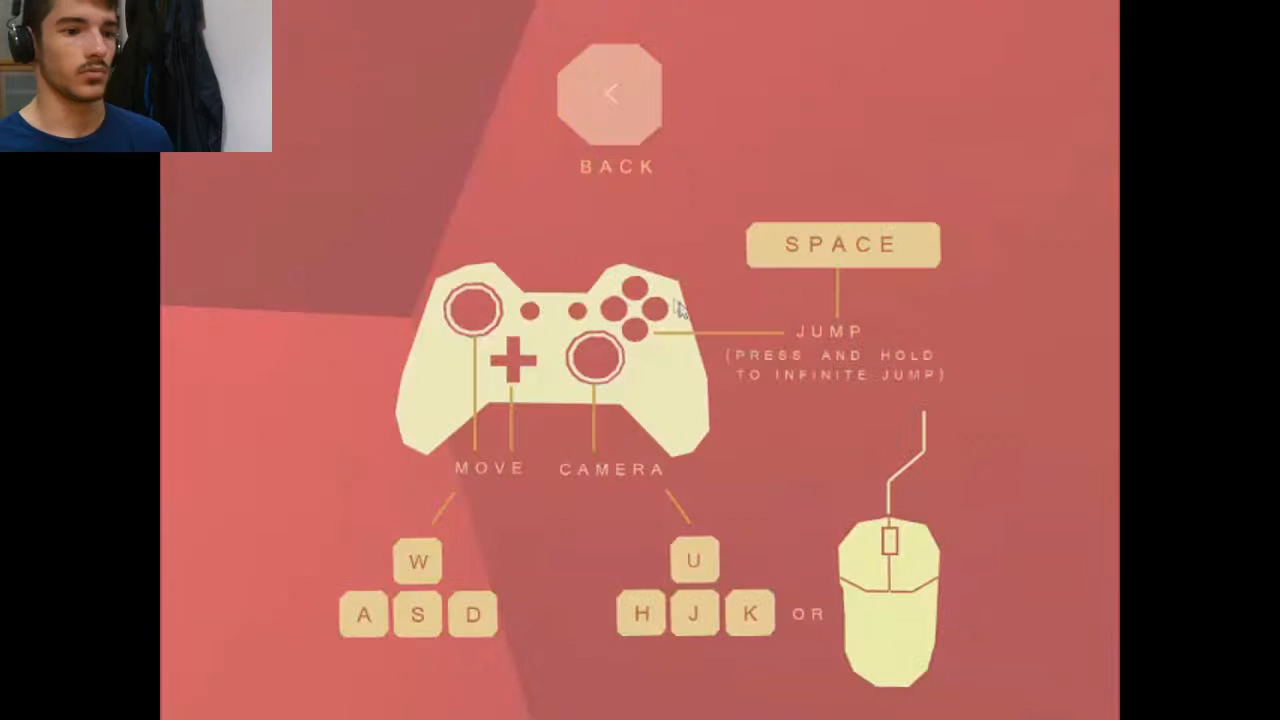 <
BACK
SPACE
JUMP
(PRESS AND HOLD
TO INFINITE JUMP)
MOVE CAMERA
W
A S D
U
H J K OR